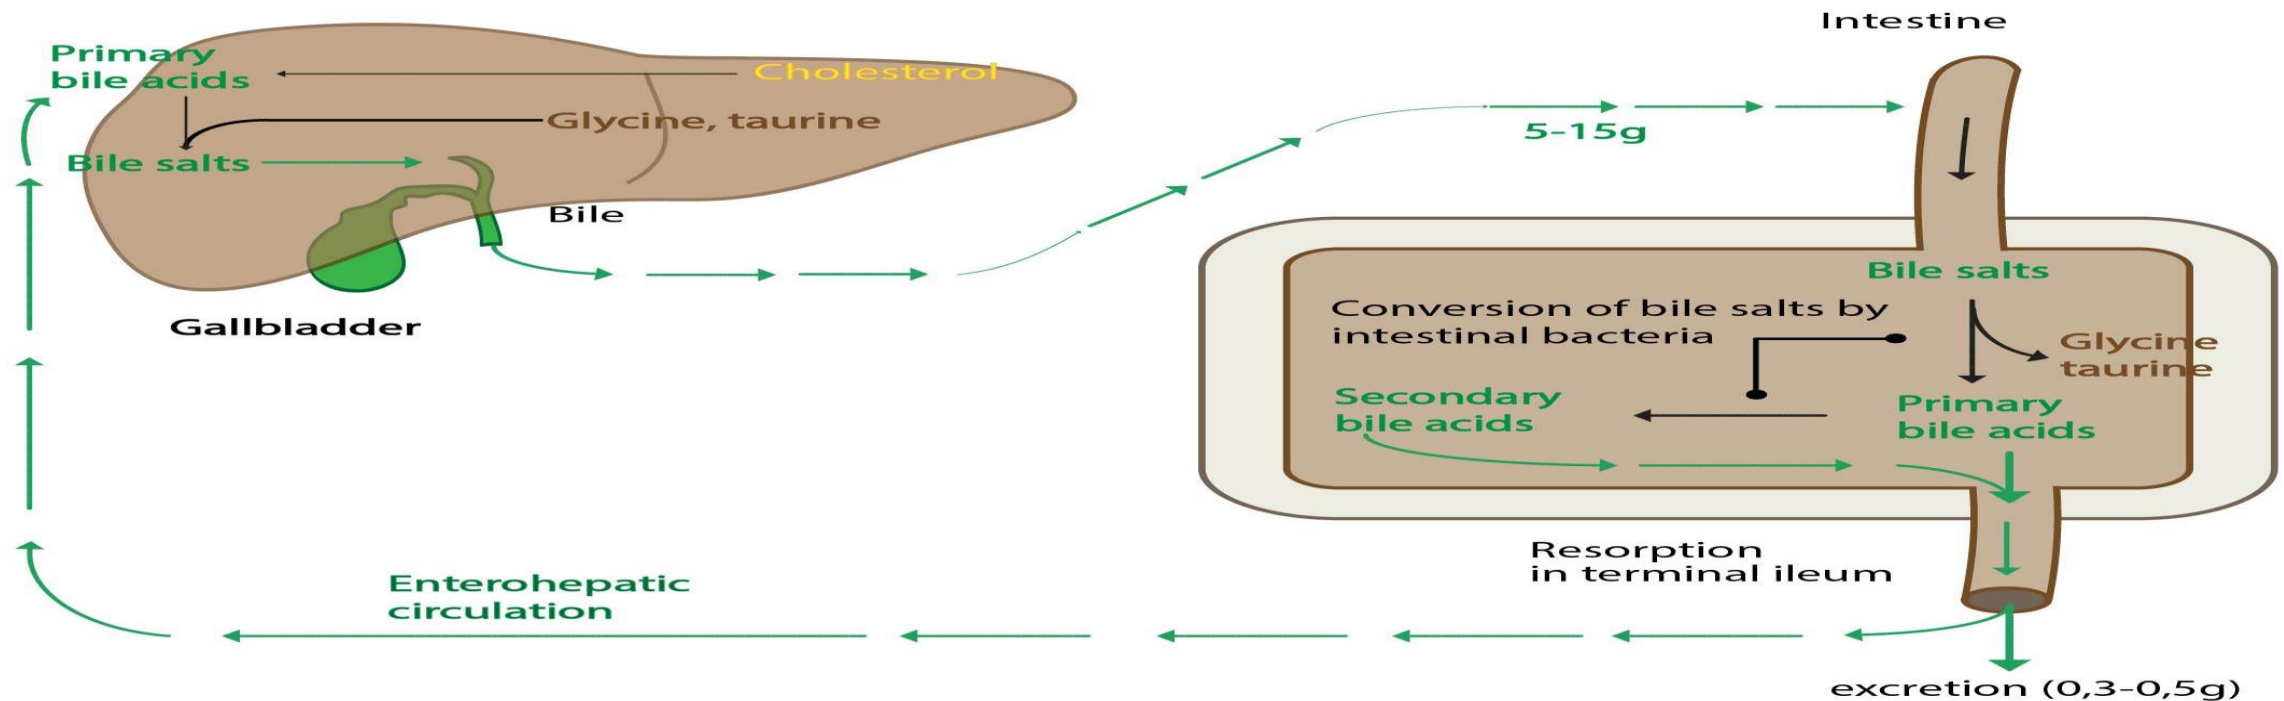 Primary
bile acids
Cholesterol
Glycine, taurine
Bile salts
Bile
Gallbladder
5-15g
Intestine
Bile salts
Conversion of bile salts by
intestinal bacteria
Glycine
taurine
Secondary
bile acids
Primary
bile acids
Resorption
in terminal ileum
Enterohepatic
circulation
excretion (0,3-0,5g)